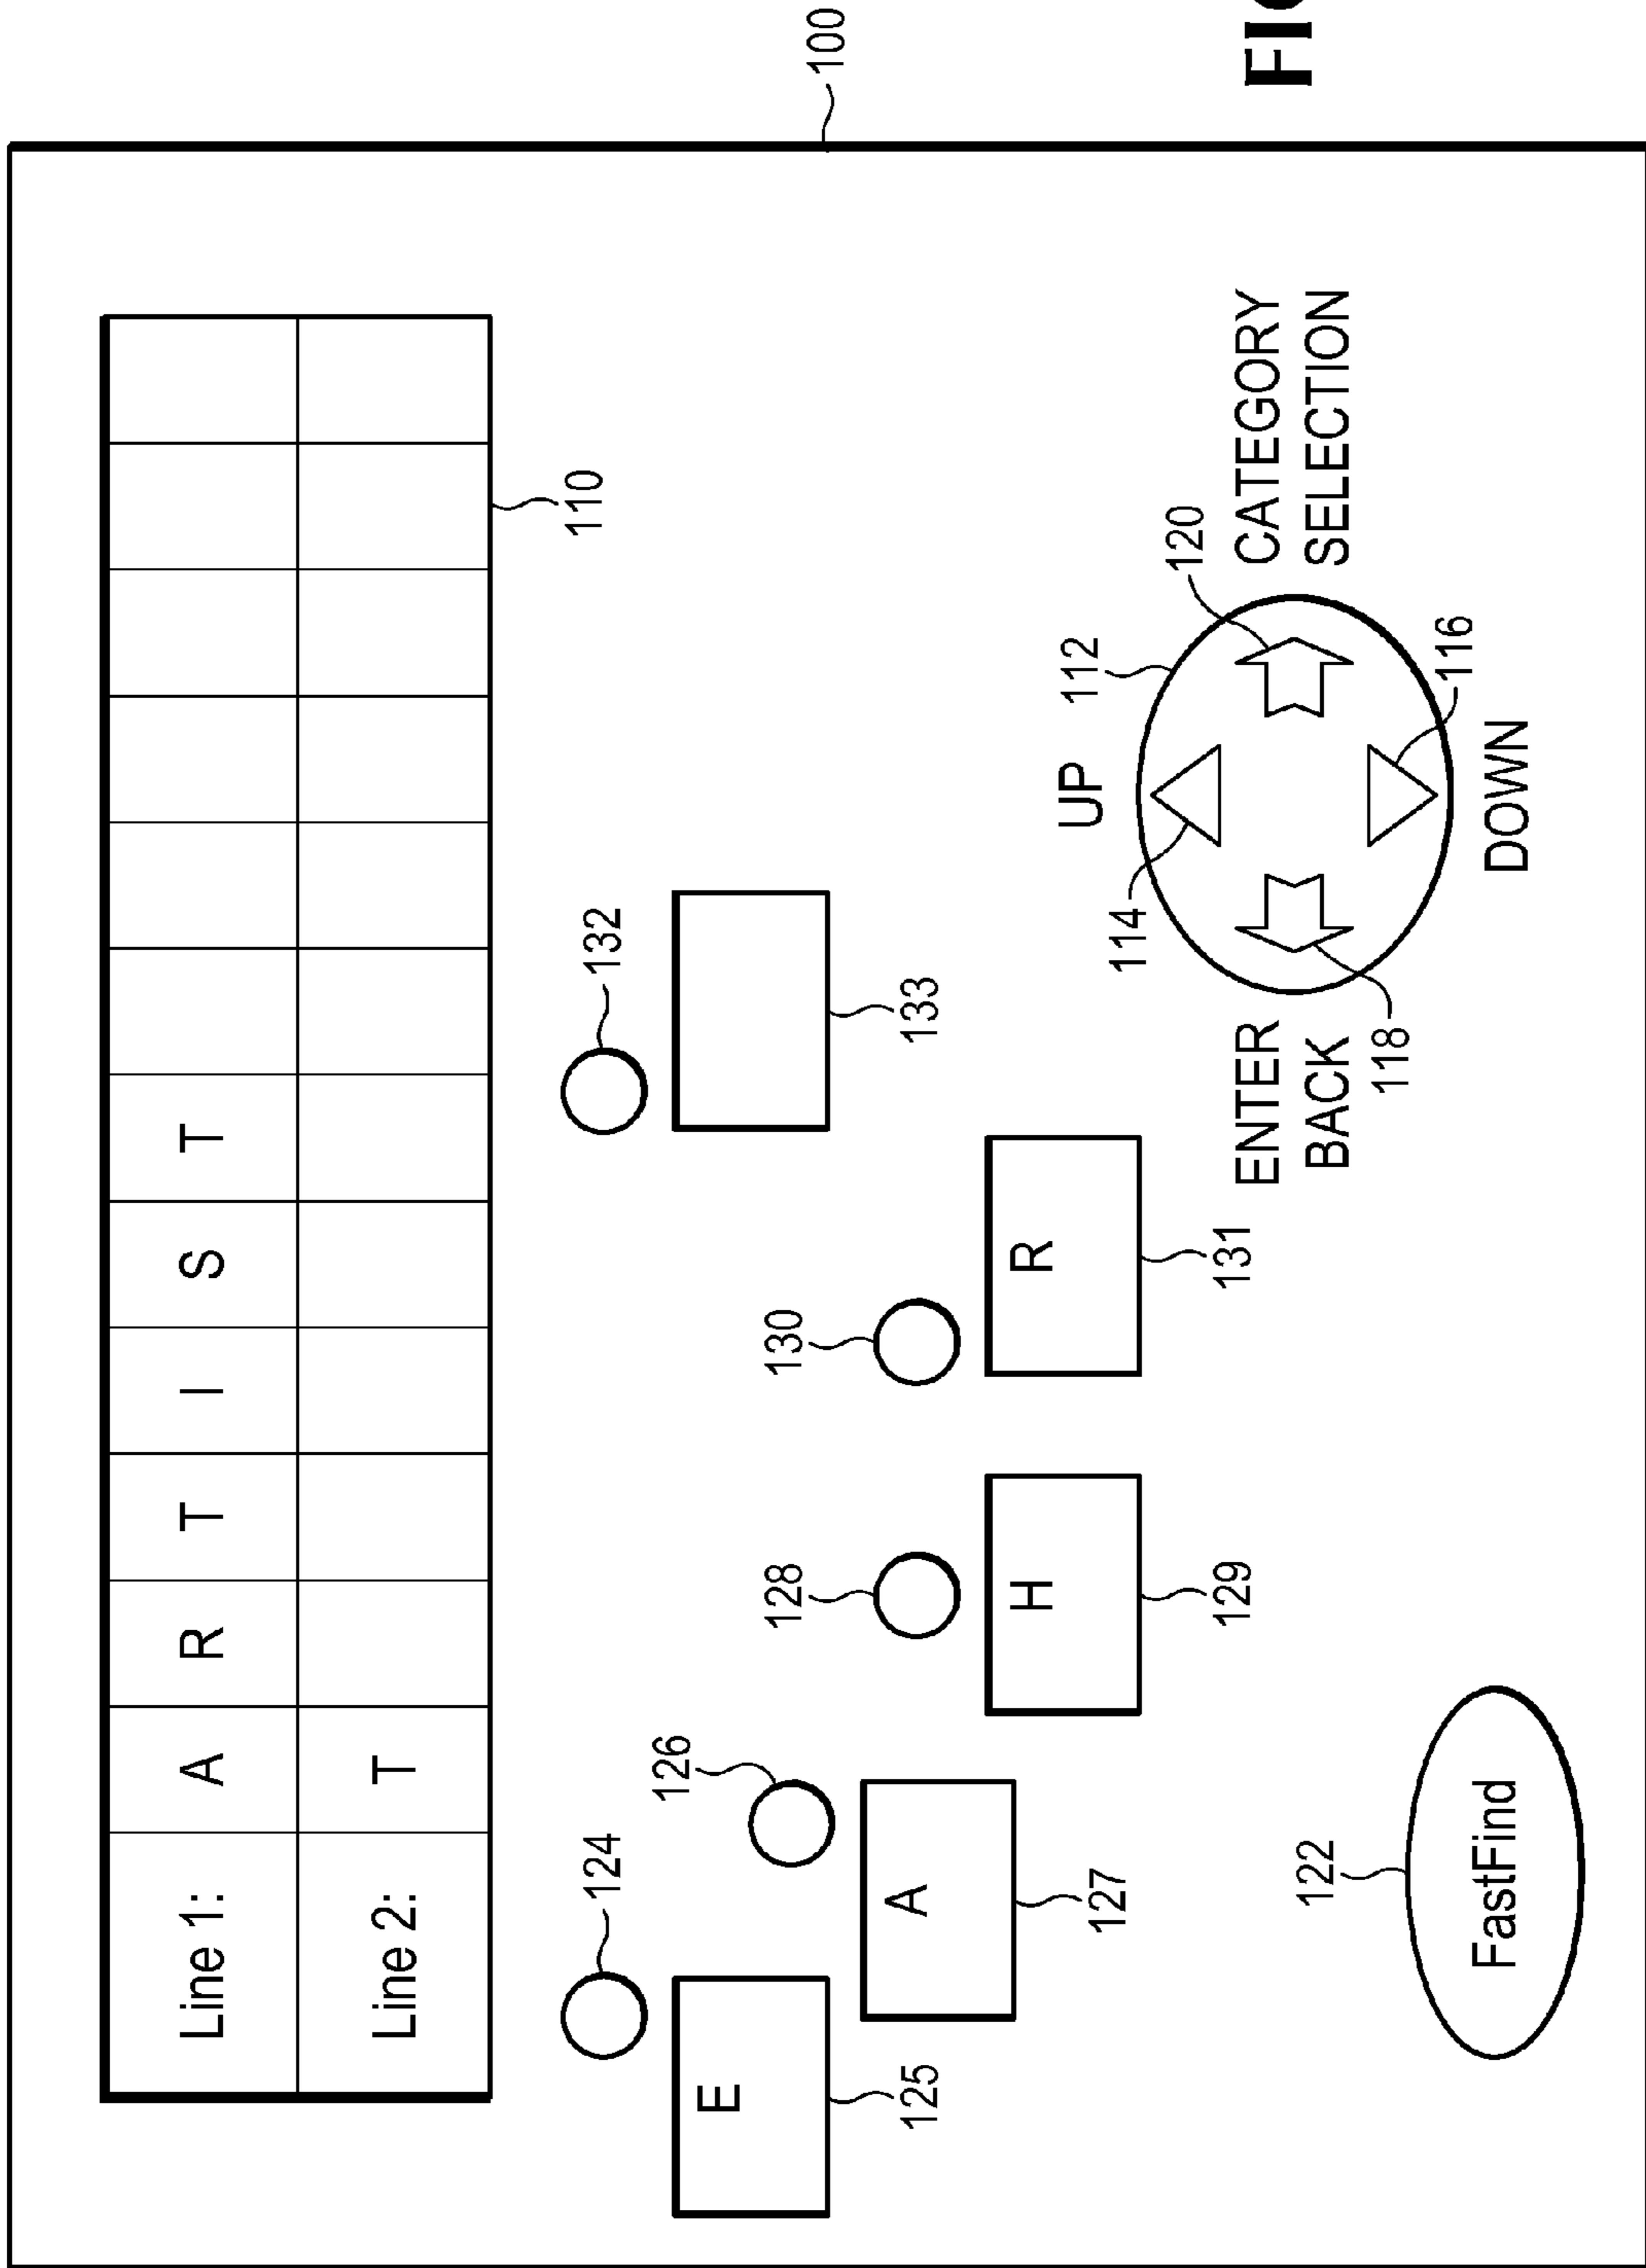 Line 1: A R T I S T
Line 2: T
110
100
124
E
125
126
A
127
128
H
129
130
R
131
132
133
122
FastFind
UP
112
114
120
CATEGORY
SELECTION
ENTER
BACK
118
116
DOWN